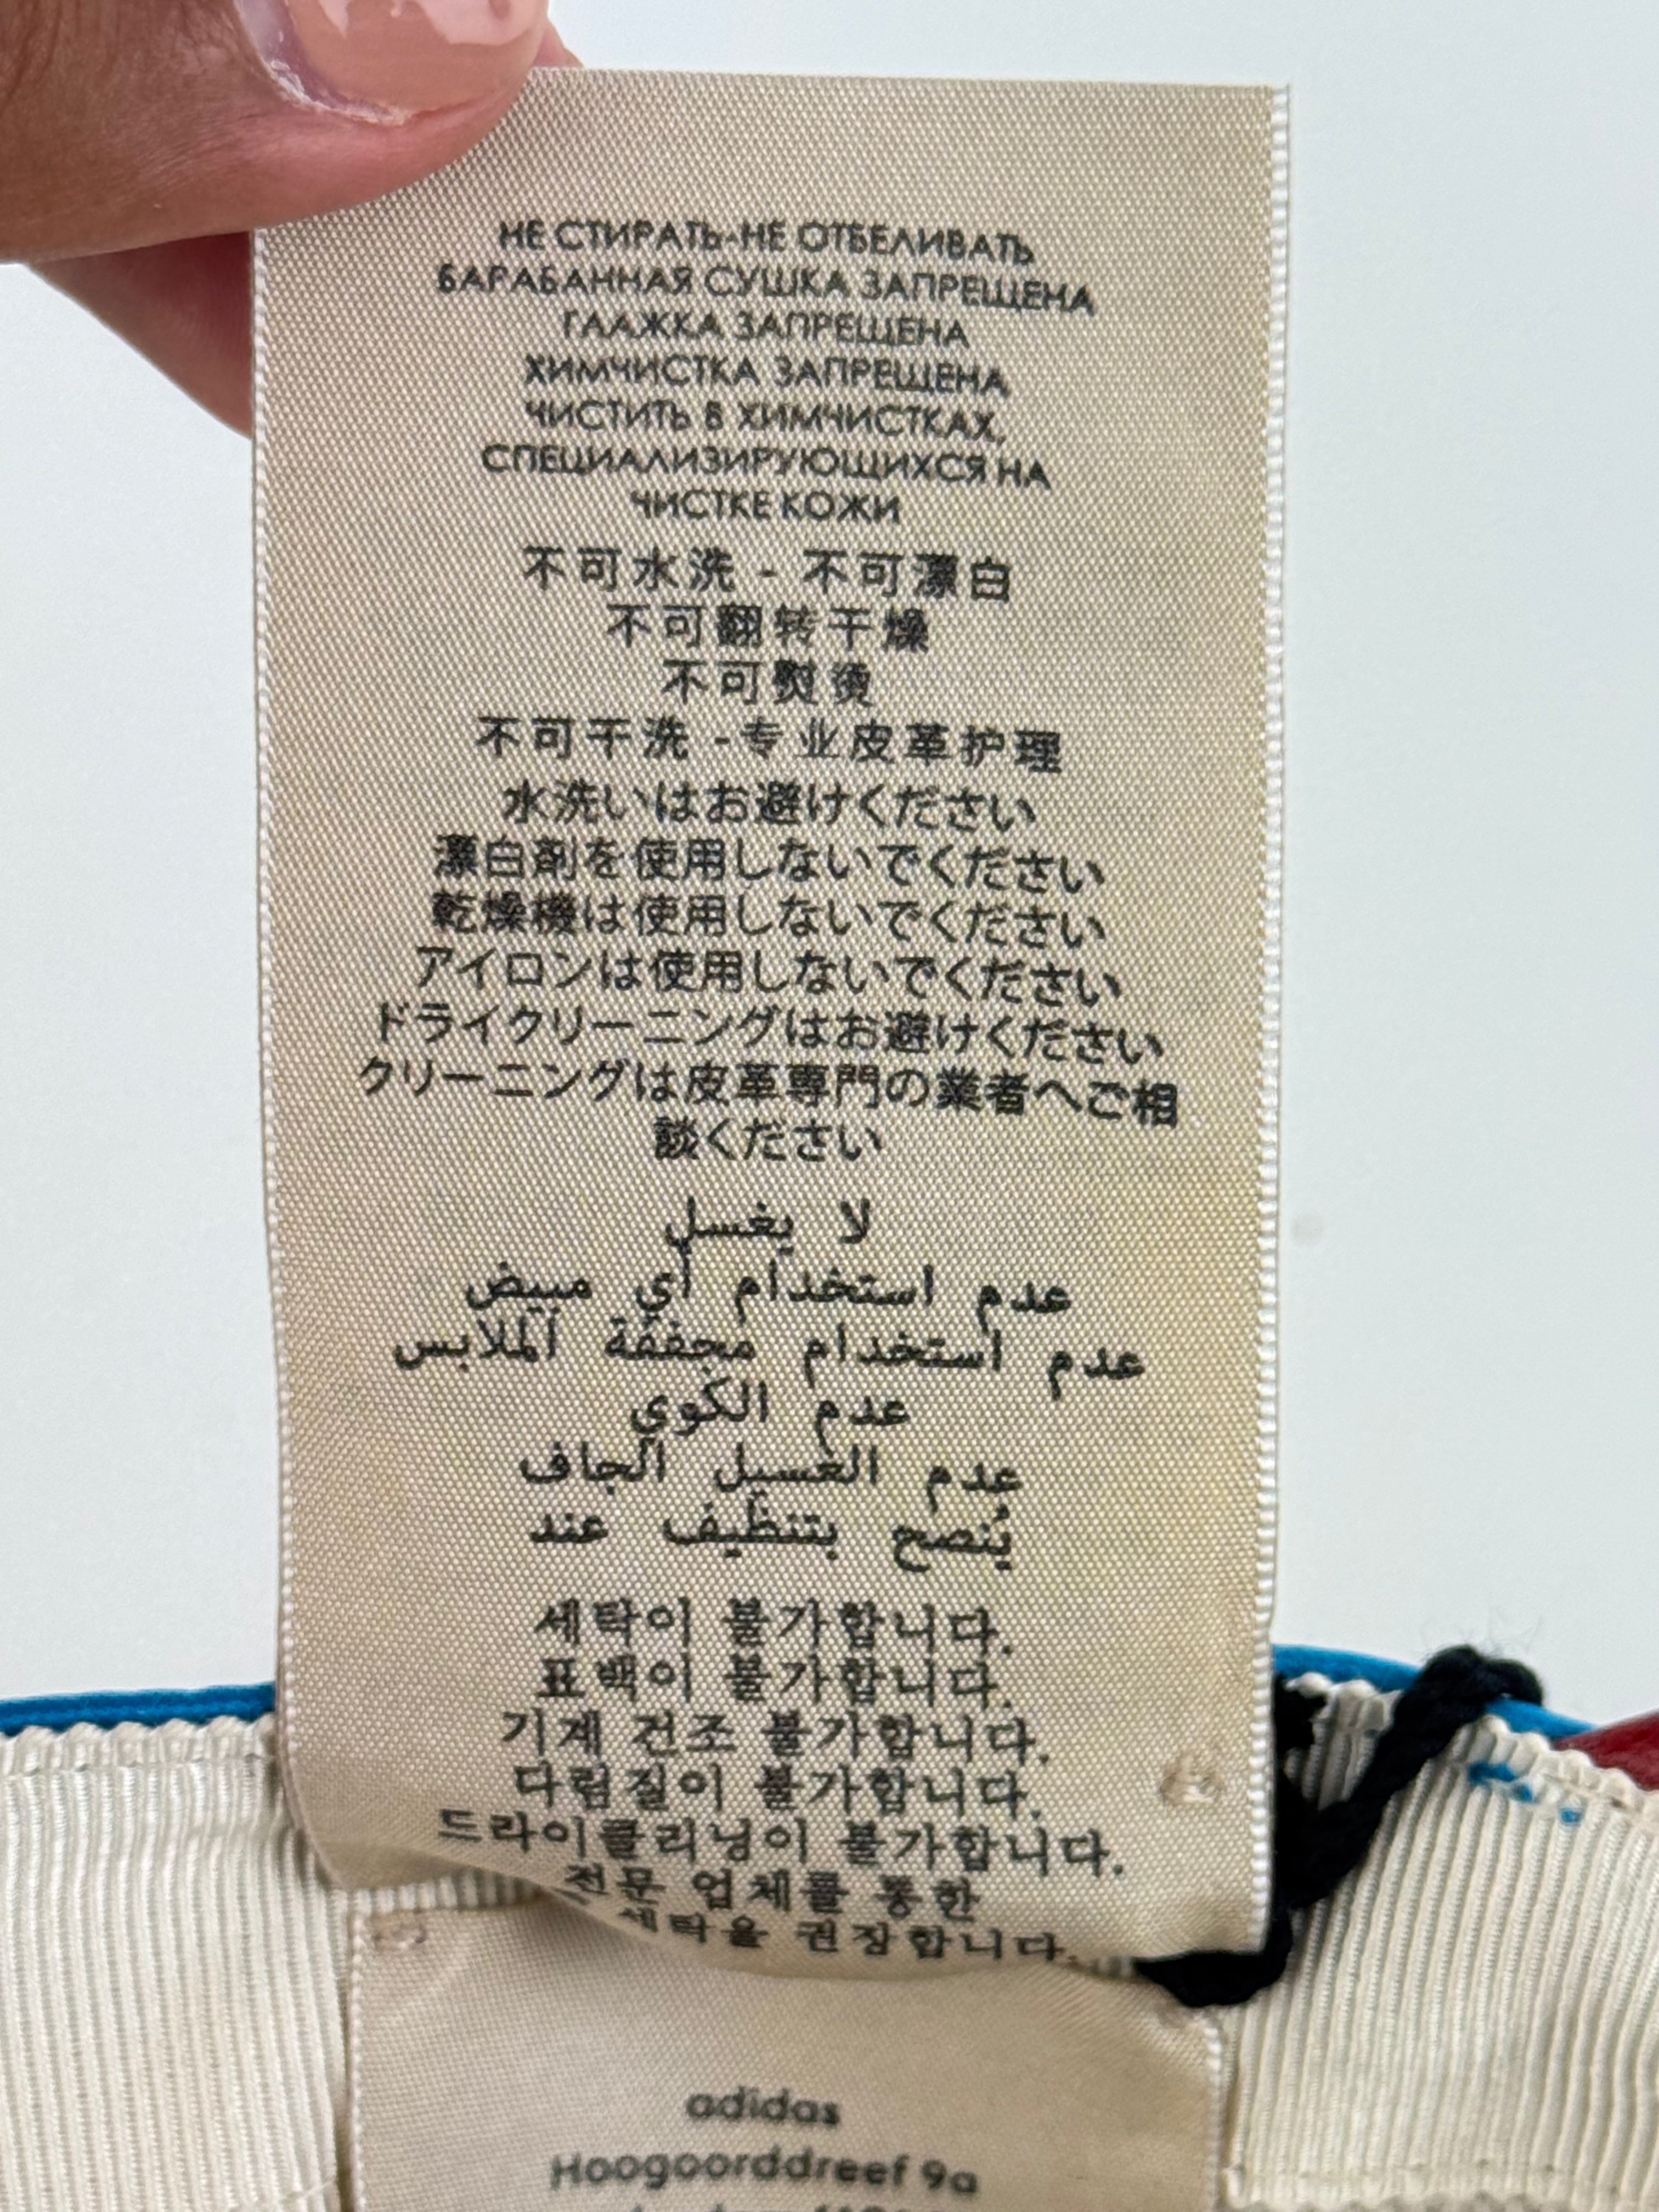 НЕ СТИРАТЬ-НЕ ОТБЕЛИВАТЬ
БАРАБАННАЯ СУШКА ЗАПРЕЩЕНА
ГЛАЖКА ЗАПРЕЩЕНА
ХИМЧИСТКА ЗАПРЕЩЕНА
ЧИСТИТЬ В ХИМЧИСТКАХ,
СПЕЦИАЛИЗИРУЮЩИХСЯ НА
ЧИСТКЕ КОЖИ
不可水洗 - 不可漂白
不可翻转干燥
不可熨烫
不可干洗 -专业皮革护理
水洗いはお避けください
漂白剤を使用しないでください
乾燥機は使用しないでください
アイロンは使用しないでください
ドライクリーニングはお避けください
クリーニングは皮革専門の業者へご相
談ください
لا يغسل
عدم استخدام أي مبيض
عدم استخدام مجففة الملابس
عدم الكوي
عدم الغسيل الجاف
يُنصح بتنظيف عند
세탁이 불가합니다.
표백이 불가합니다.
기계 건조 불가합니다.
다림질이 불가합니다.
드라이클리닝이 불가합니다.
전문 업체를 통한
세탁을 권장합니다.
adidas
Hoogoorddreef 9a